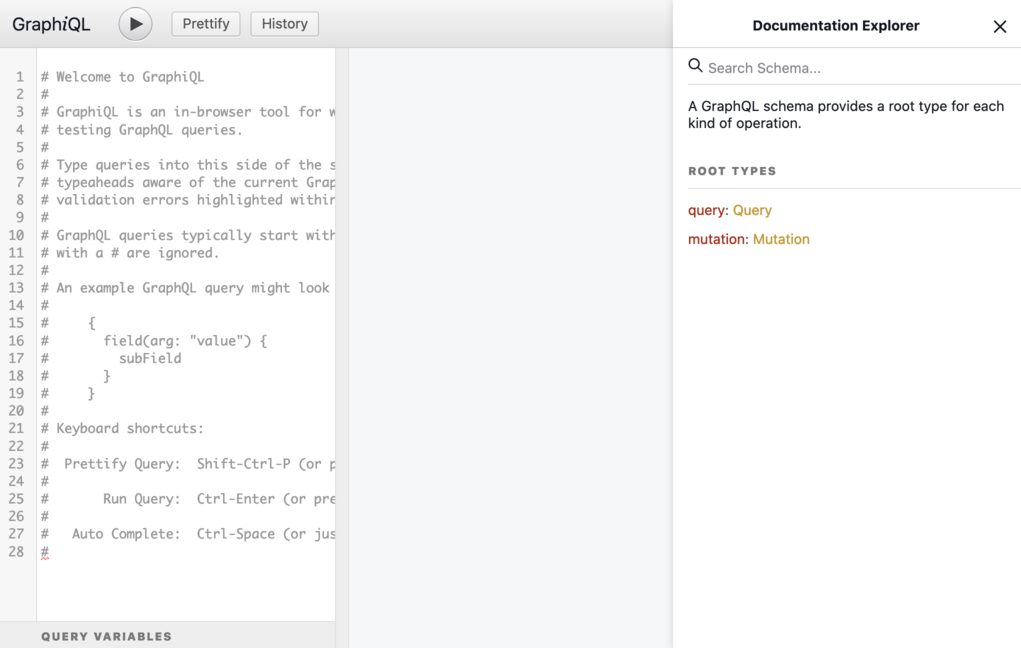 GraphiQL
Prettify
History
1 # Welcome to GraphiQL
2 #
3 # GraphiQL is an in-browser tool for w
4 # testing GraphQL queries.
5 #
6 # Type queries into this side of the s
7 # typeaheads aware of the current Grap
8 # validation errors highlighted within
9 #
10 # GraphQL queries typically start with
11 # with a # are ignored.
12 #
13 # An example GraphQL query might look
14 #
15 #     {
16 #       field(arg: "value") {
17 #         subField
18 #       }
19 #     }
20 #
21 # Keyboard shortcuts:
22 #
23 #  Prettify Query:  Shift-Ctrl-P (or p
24 #
25 #       Run Query:  Ctrl-Enter (or pre
26 #
27 #   Auto Complete:  Ctrl-Space (or jus
28 #
QUERY VARIABLES
Documentation Explorer
Search Schema...
A GraphQL schema provides a root type for each
kind of operation.
ROOT TYPES
query: Query
mutation: Mutation